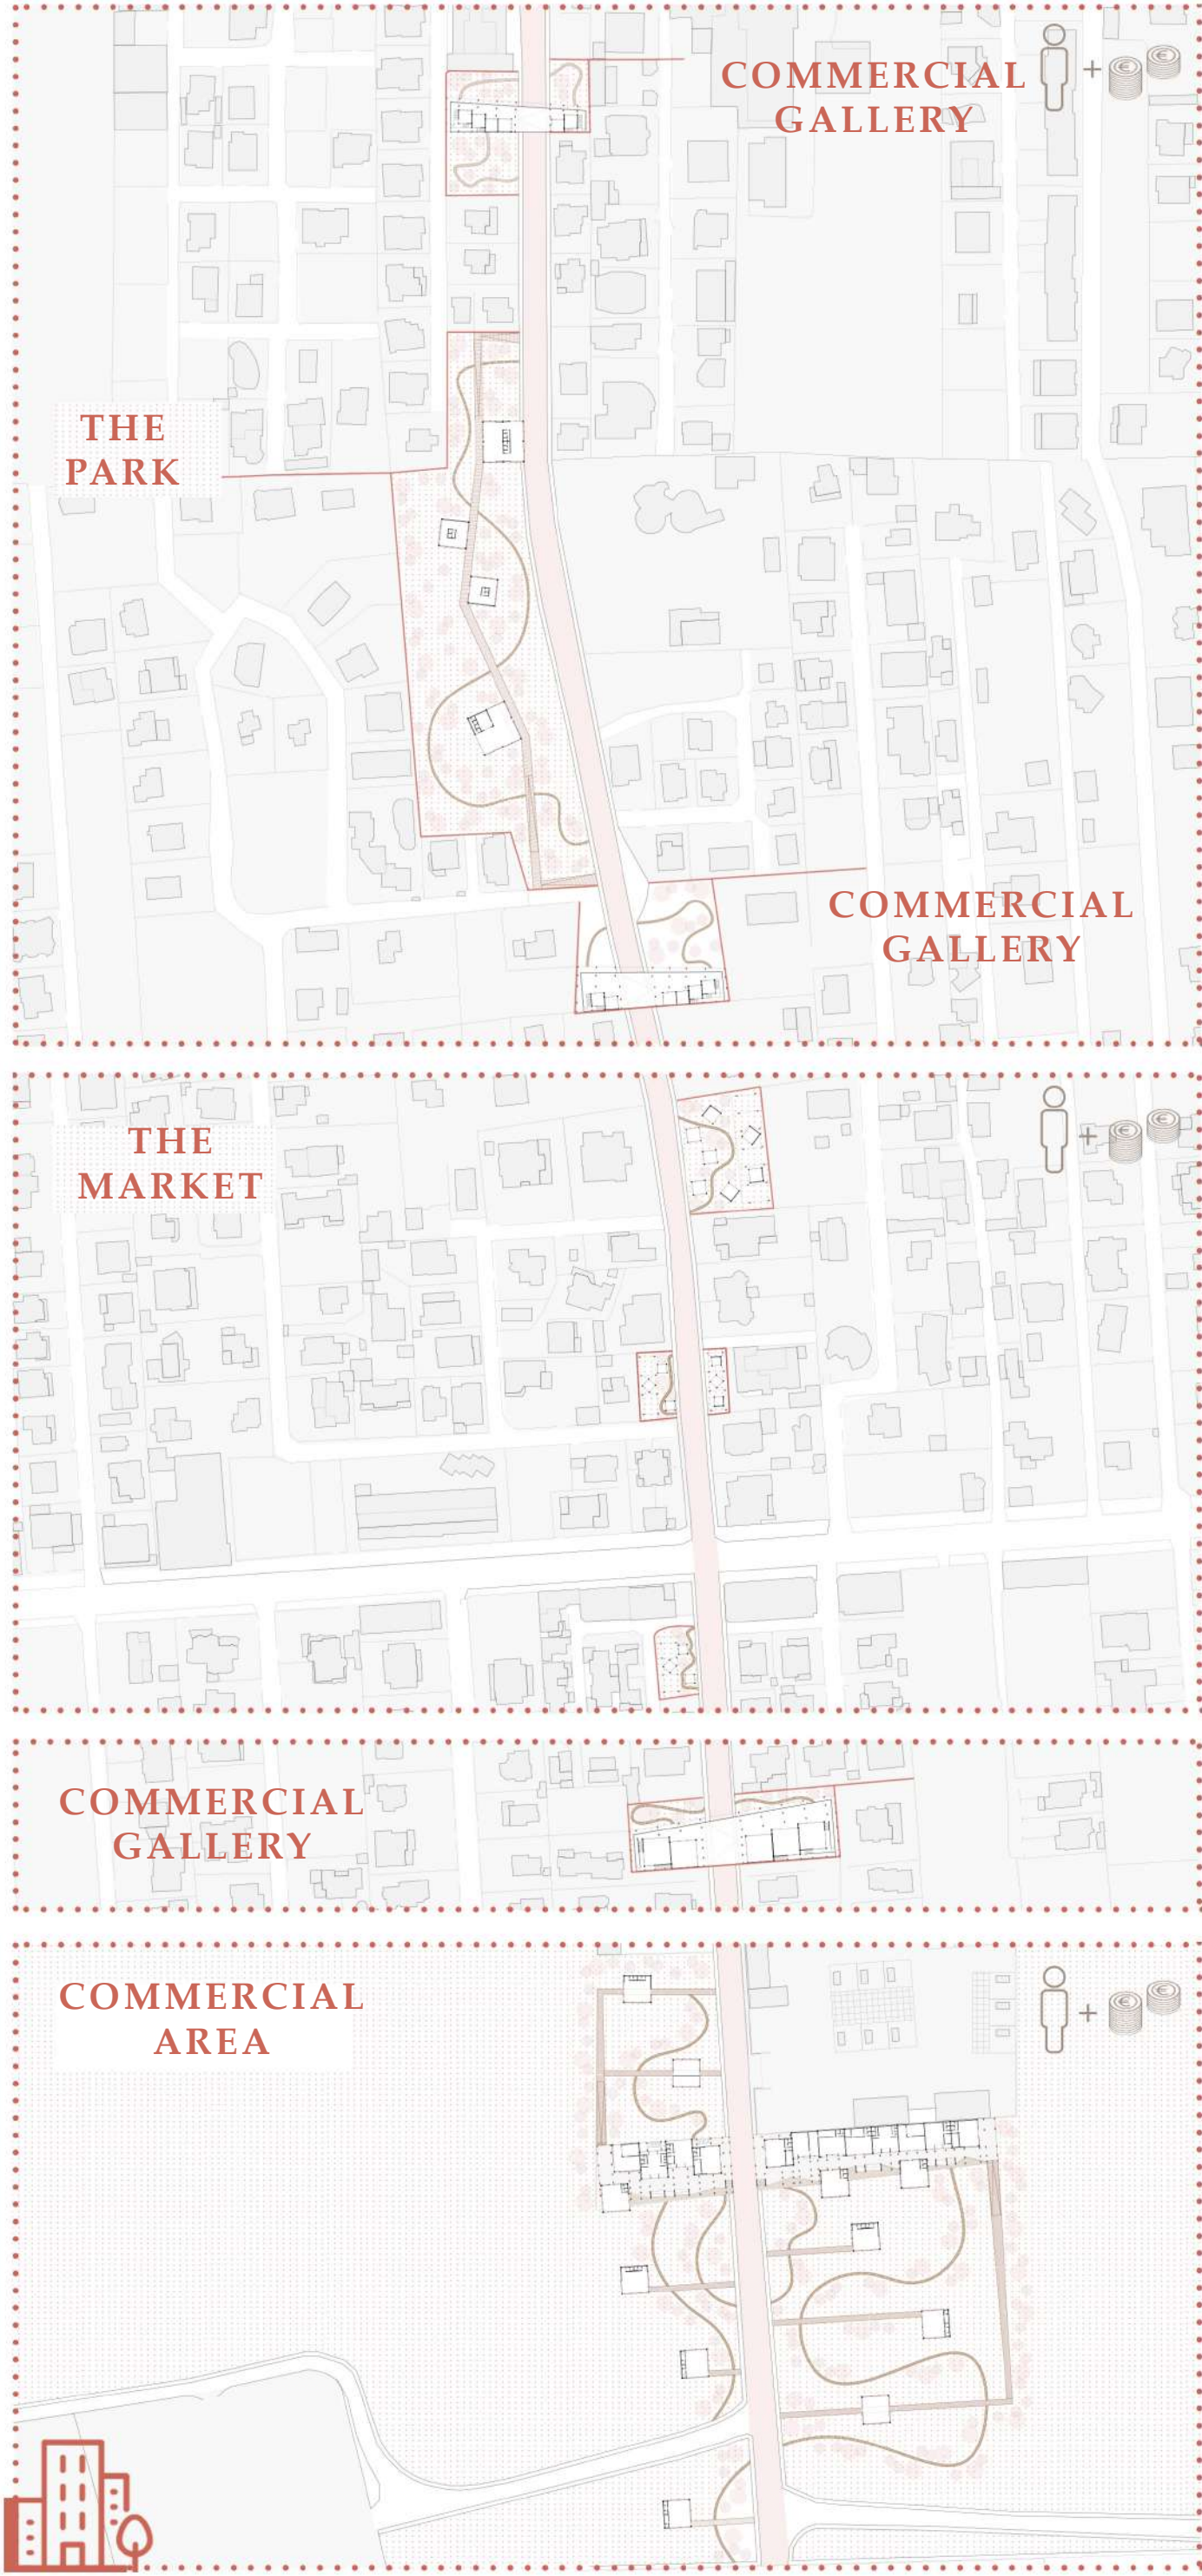 COMMERCIAL
GALLERY
+
€ €
THE
PARK
COMMERCIAL
GALLERY
THE
MARKET
+
€ €
COMMERCIAL
GALLERY
COMMERCIAL
AREA
+
€ €